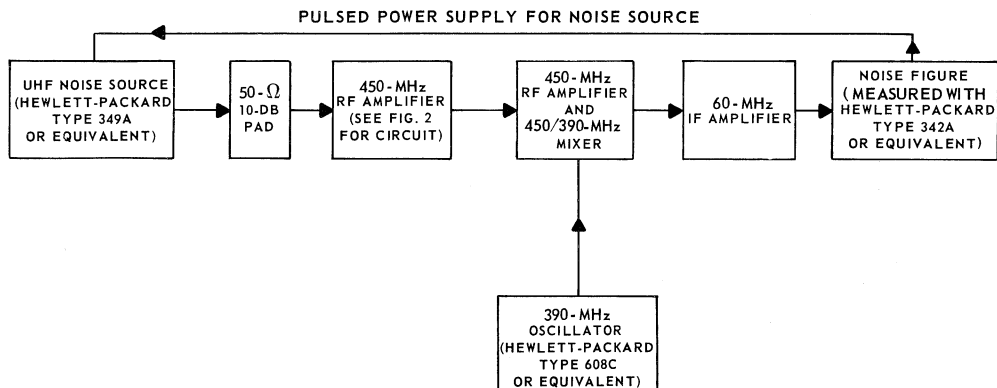 PULSED POWER SUPPLY FOR NOISE SOURCE
UHF NOISE SOURCE
(HEWLETT-PACKARD
TYPE 349A
OR EQUIVALENT)
50-Ω
10-DB
PAD
450-MHz
RF AMPLIFIER
(SEE FIG. 2
FOR CIRCUIT)
450-MHz
RF AMPLIFIER
AND
450/390-MHz
MIXER
60-MHz
IF AMPLIFIER
NOISE FIGURE
(MEASURED WITH
HEWLETT-PACKARD
TYPE 342A
OR EQUIVALENT)
390-MHz
OSCILLATOR
(HEWLETT-PACKARD
TYPE 608C
OR EQUIVALENT)